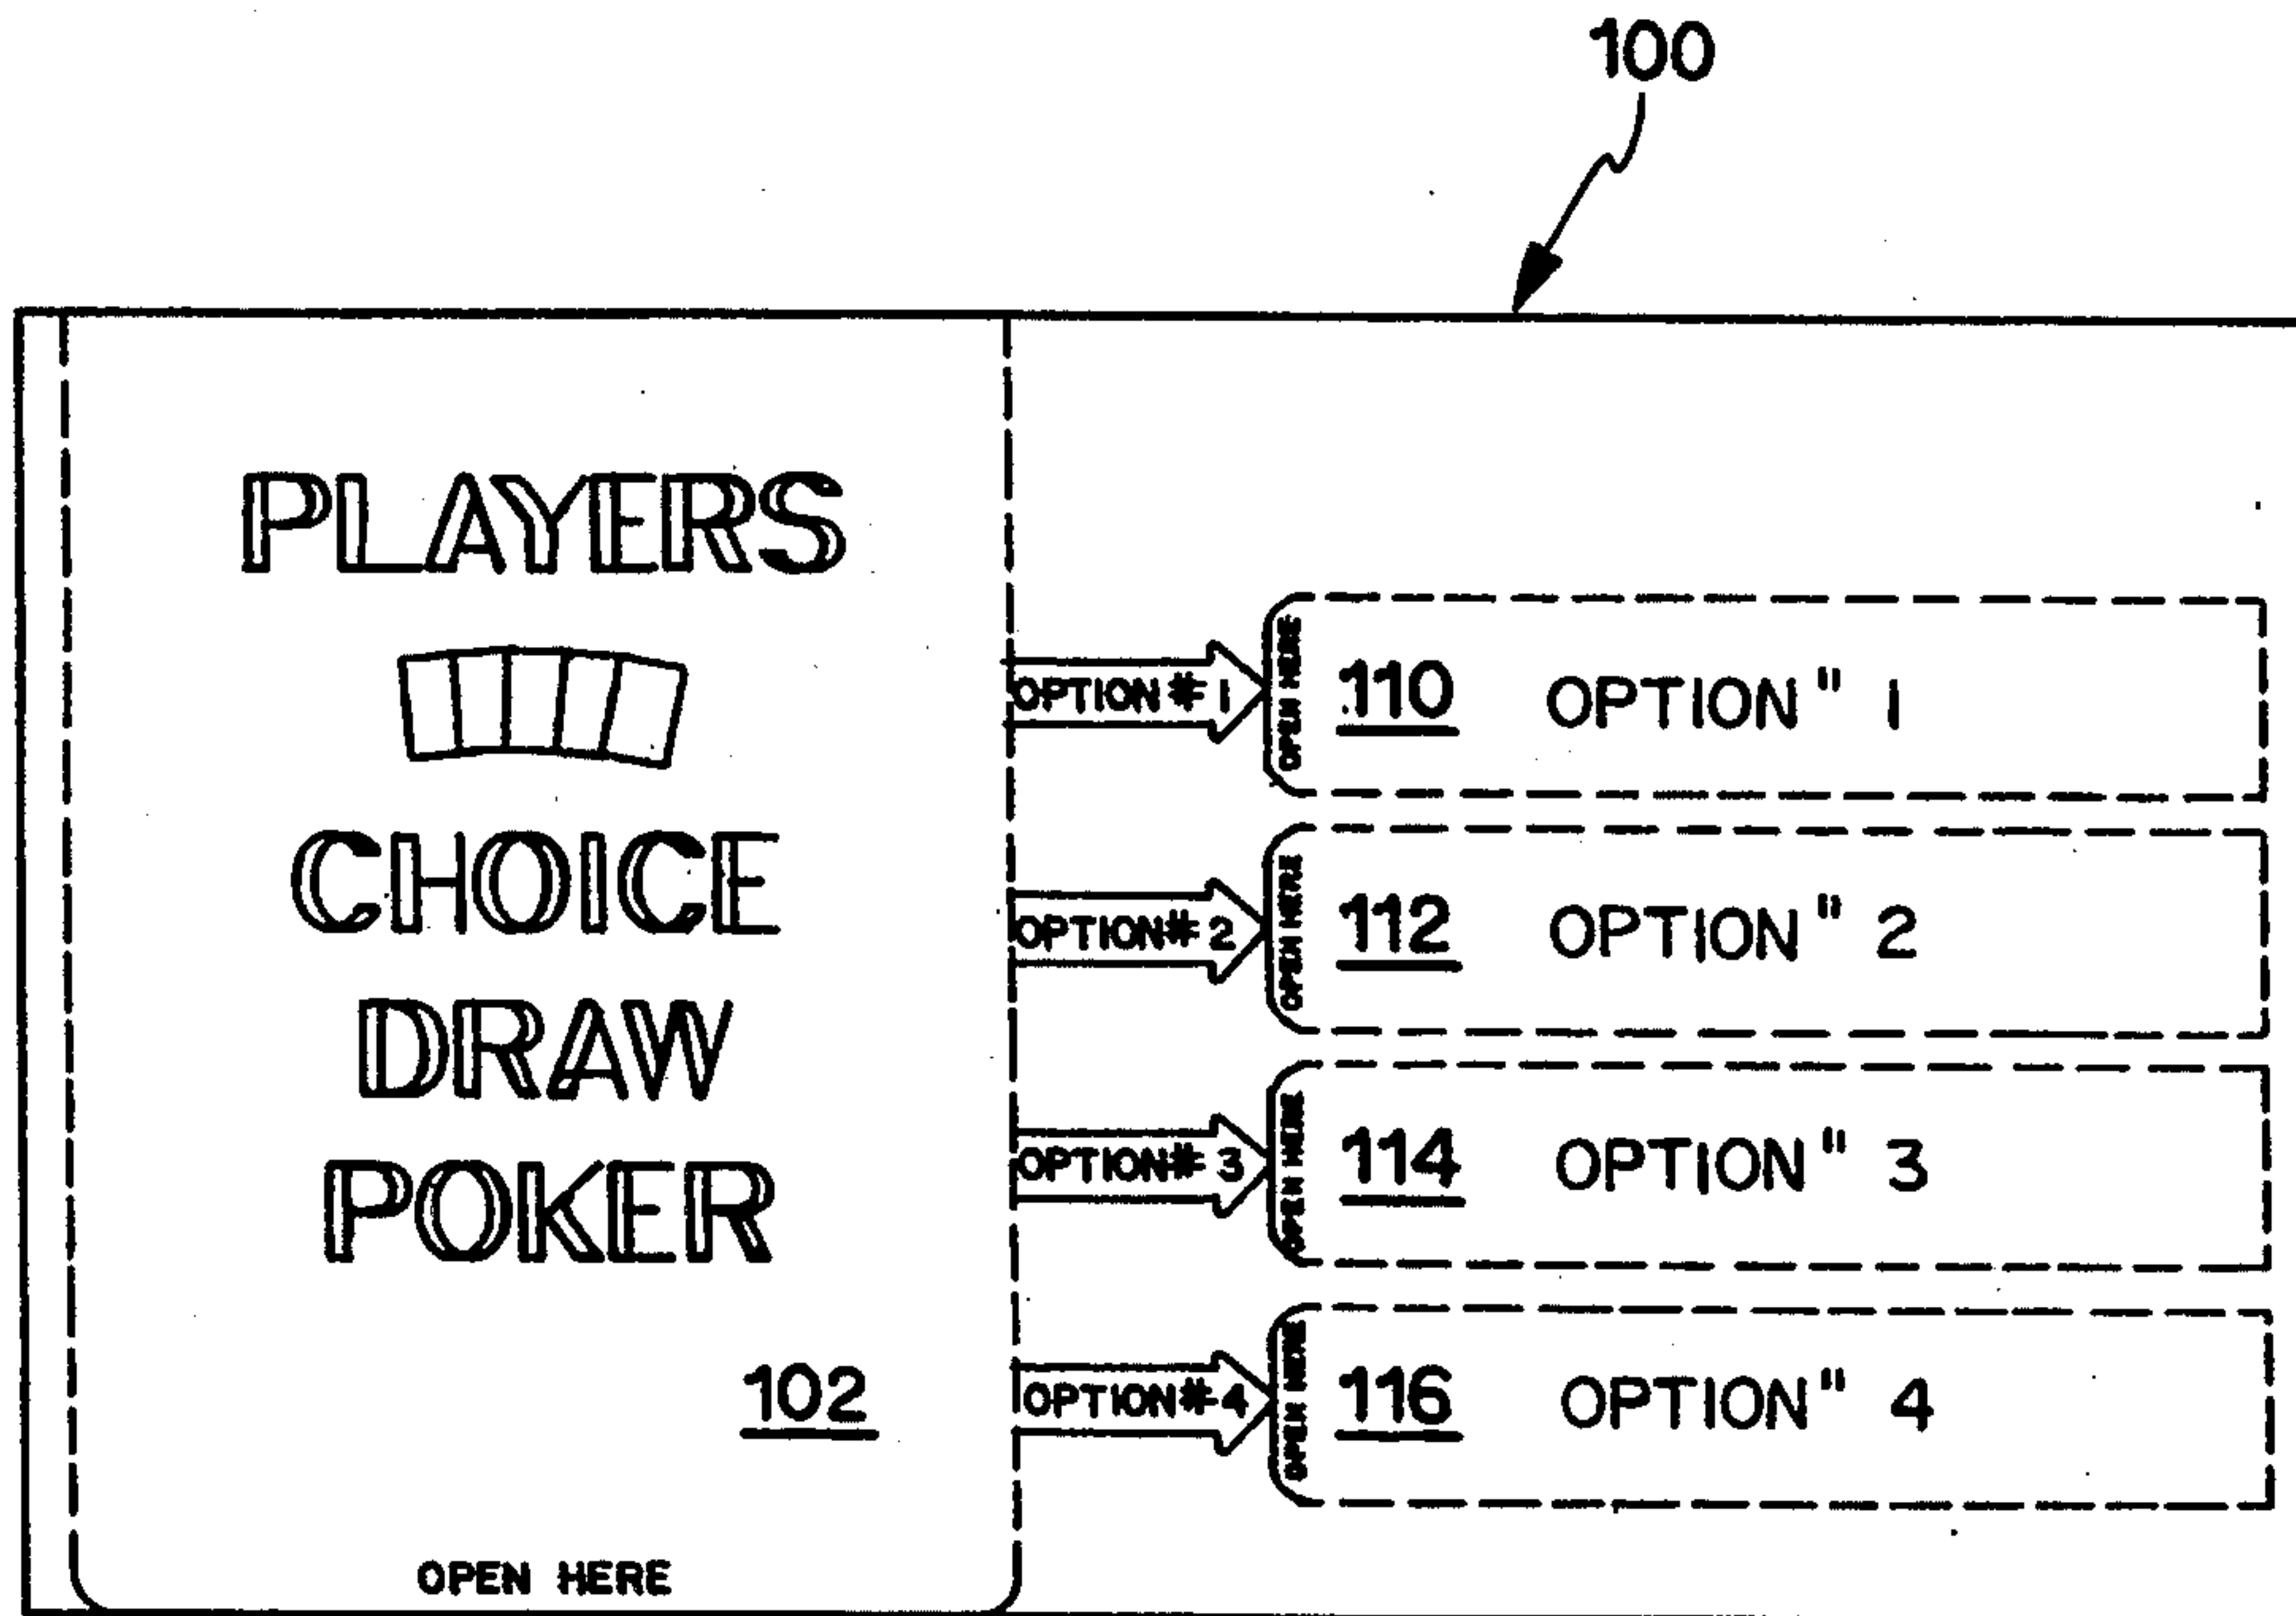 100
PLAYERS
CHOICE
DRAW
POKER
102
OPEN HERE
OPTION # 1
OPEN HERE
110 OPTION " 1
OPTION # 2
OPEN HERE
112 OPTION " 2
OPTION # 3
OPEN HERE
114 OPTION " 3
OPTION # 4
OPEN HERE
116 OPTION " 4